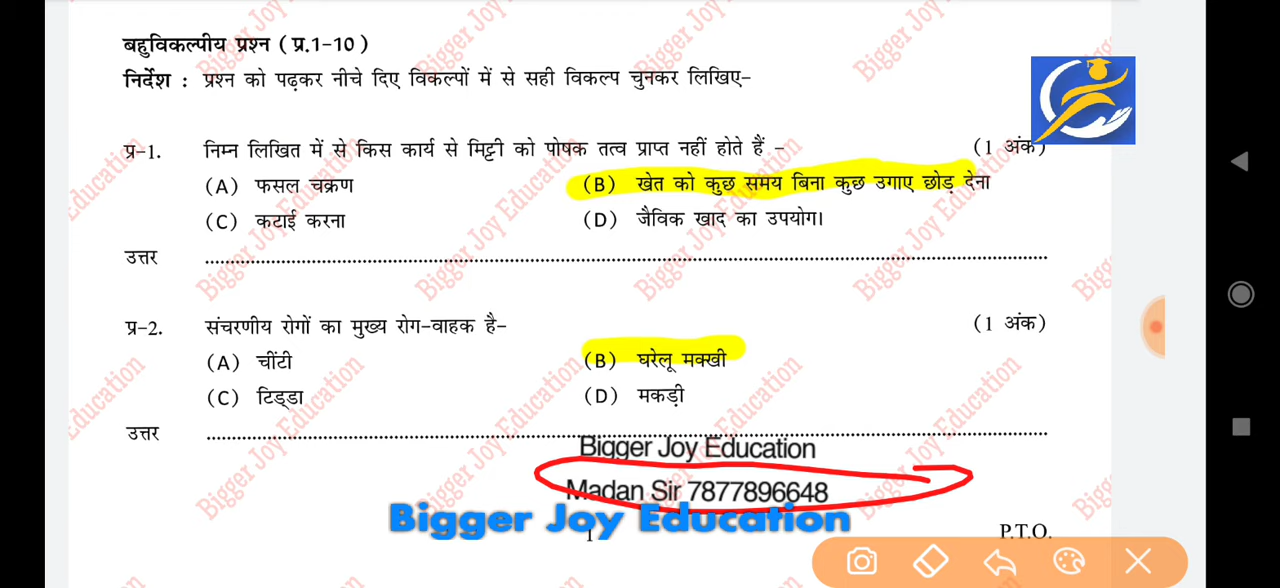 बहुविकल्पीय प्रश्न (प्र.1-10)
निर्देश : प्रश्न को पढ़कर नीचे दिए विकल्पों में से सही विकल्प चुनकर लिखिए-
प्र-1. निम्न लिखित में से किस कार्य से मिट्टी को पोषक तत्व प्राप्त नहीं होते हैं - (1 अंक)
(A) फसल चक्रण (B) खेत को कुछ समय बिना कुछ उगाए छोड़ देना
(C) कटाई करना (D) जैविक खाद का उपयोग।
उत्तर ................................................................
प्र-2. संचरणीय रोगों का मुख्य रोग-वाहक है- (1 अंक)
(A) चींटी (B) घरेलू मक्खी
(C) टिड्डा (D) मकड़ी
उत्तर ................................................................
Bigger Joy Education
Madan Sir 7877896648
Bigger Joy Education
1 P.T.O.